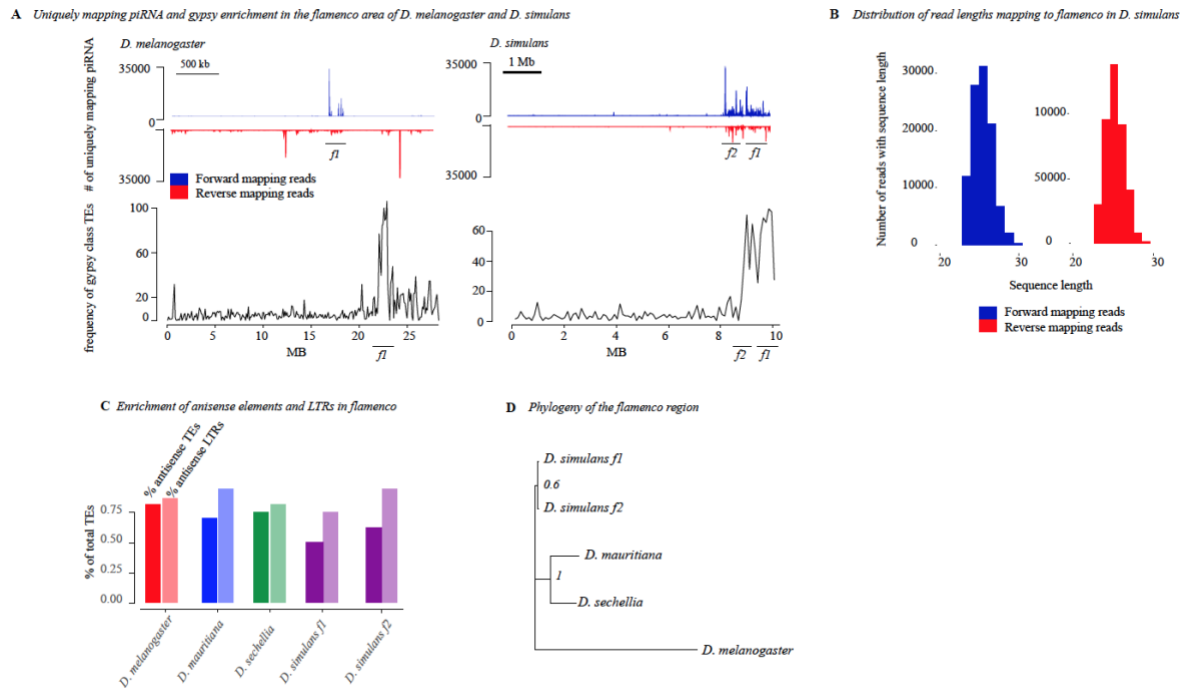 A Uniquely mapping piRNA and gypsy enrichment in the flamenco area of D. melanogaster and D. simulans
D. melanogaster
500 kb
# of uniquely mapping piRNA
35000
0
0
35000
f1
Forward mapping reads
Reverse mapping reads
D. simulans
1 Mb
35000
0
35000
f2 f1
frequency of gypsy class TEs
100
60
20
0
0 5 10 15 20 25
MB
f1
60
40
20
0
0 2 4 6 8 10
MB
f2 f1
B Distribution of read lengths mapping to flamenco in D. simulans
Number of reads with sequence length
30000
20000
10000
0
20 30
10000
50000
0
20 30
Sequence length
Forward mapping reads
Reverse mapping reads
C Enrichment of anisense elements and LTRs in flamenco
% antisense TEs
% antisense LTRs
% of total TEs
0.75
0.50
0.25
0.00
D. melanogaster
D. mauritiana
D. sechellia
D. simulans f1
D. simulans f2
D Phylogeny of the flamenco region
D. simulans f1
0.6
D. simulans f2
D. mauritiana
1
D. sechellia
D. melanogaster